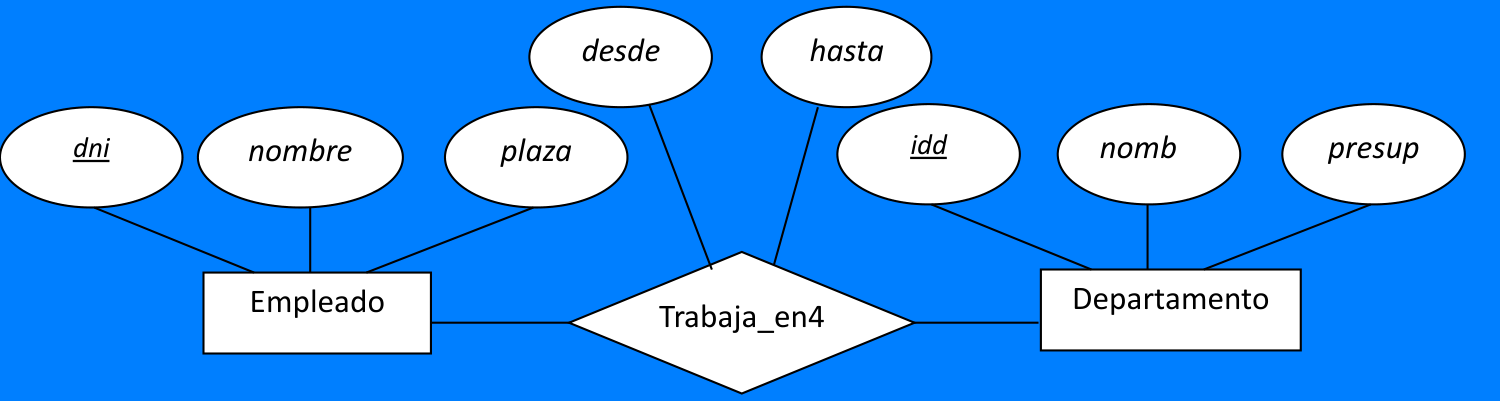 desde
hasta
dni
nombre
plaza
idd
nomb
presup
Empleado
Trabaja_en4
Departamento